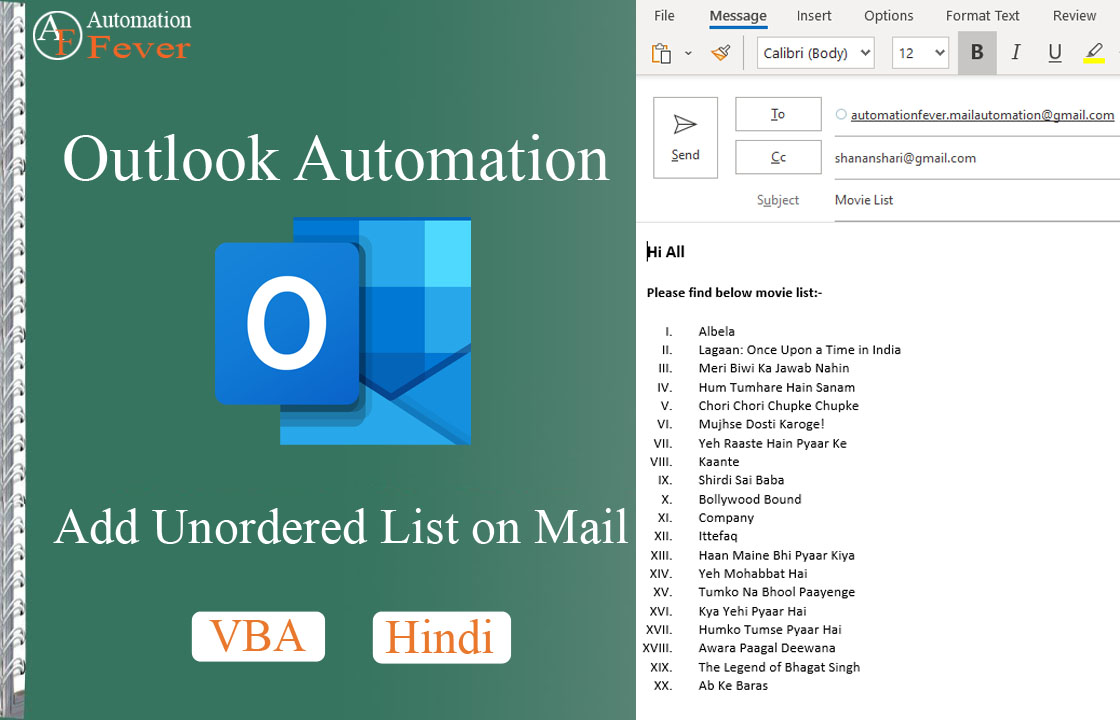 AF Automation
Fever
Outlook Automation
O
Add Unordered List on Mail
VBA Hindi
File Message Insert Options Format Text Review
Calibri (Body) 12 B I U
Send
To automationfever.mailautomation@gmail.com
Cc shananshari@gmail.com
Subject Movie List
Hi All
Please find below movie list:-
I. Albela
II. Lagaan: Once Upon a Time in India
III. Meri Biwi Ka Jawab Nahin
IV. Hum Tumhare Hain Sanam
V. Chori Chori Chupke Chupke
VI. Mujhse Dosti Karoge!
VII. Yeh Raaste Hain Pyaar Ke
VIII. Kaante
IX. Shirdi Sai Baba
X. Bollywood Bound
XI. Company
XII. Ittefaq
XIII. Haan Maine Bhi Pyaar Kiya
XIV. Yeh Mohabbat Hai
XV. Tumko Na Bhool Paayenge
XVI. Kya Yehi Pyaar Hai
XVII. Humko Tumse Pyaar Hai
XVIII. Awara Paagal Deewana
XIX. The Legend of Bhagat Singh
XX. Ab Ke Baras